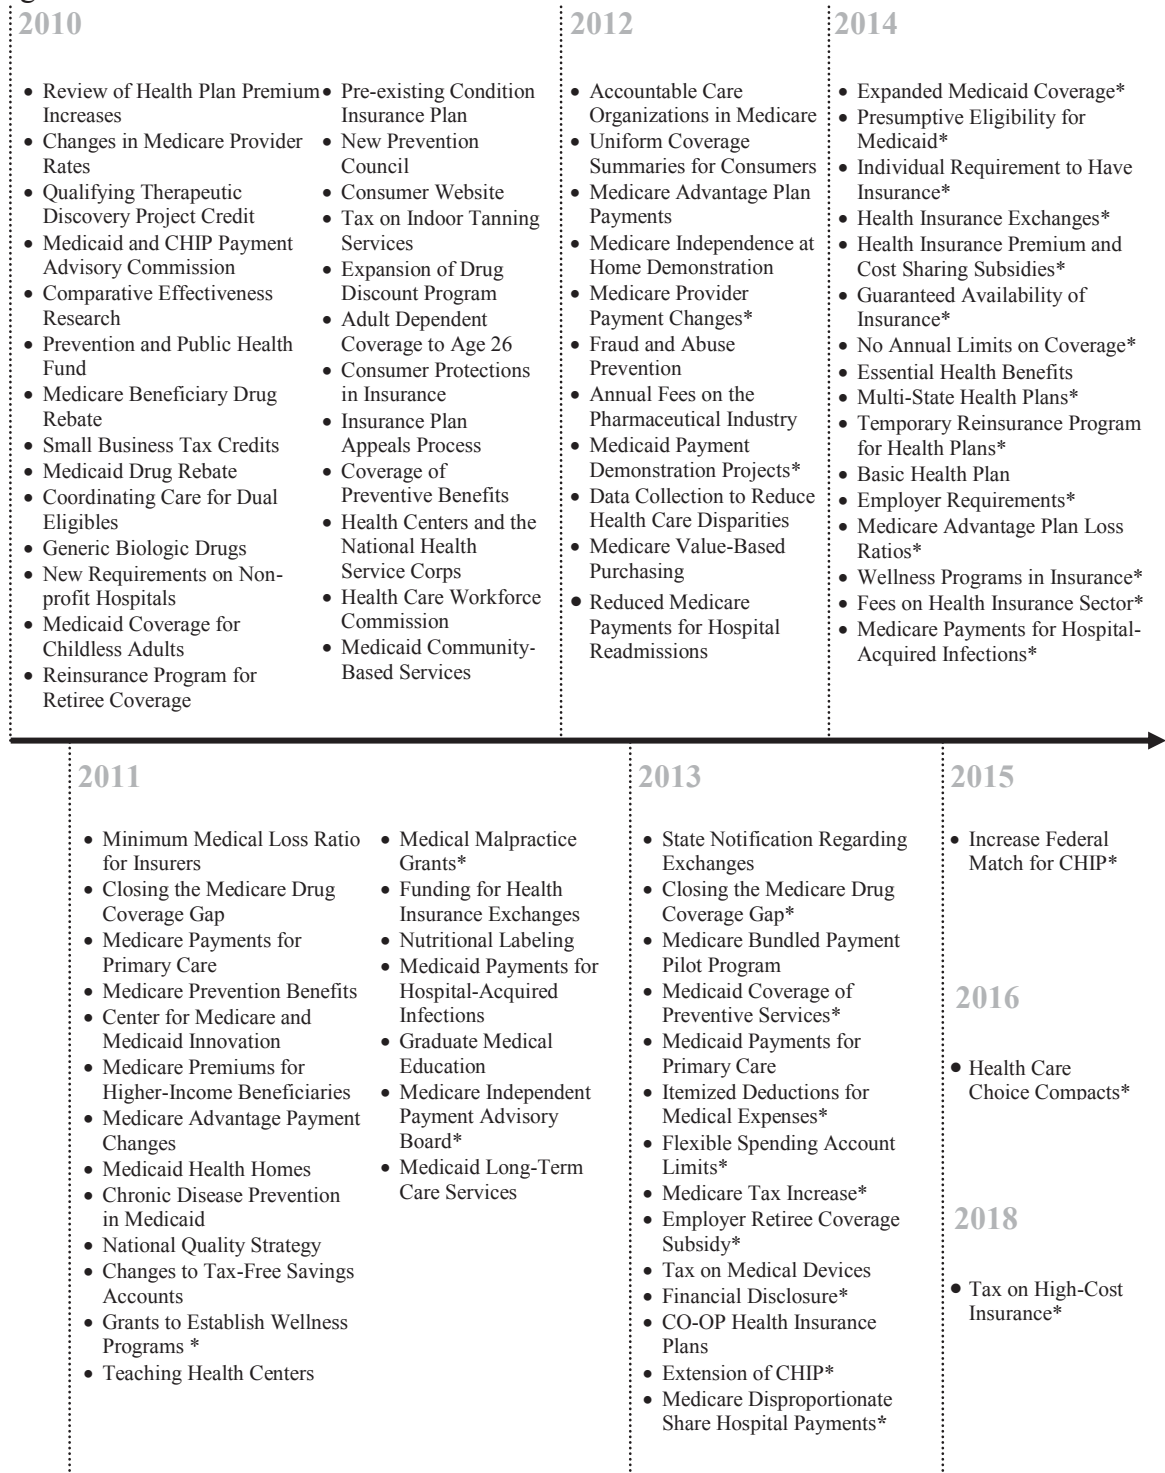 2010
• Review of Health Plan Premium
Increases
• Changes in Medicare Provider
Rates
• Qualifying Therapeutic
Discovery Project Credit
• Medicaid and CHIP Payment
Advisory Commission
• Comparative Effectiveness
Research
• Prevention and Public Health
Fund
• Medicare Beneficiary Drug
Rebate
• Small Business Tax Credits
• Medicaid Drug Rebate
• Coordinating Care for Dual
Eligibles
• Generic Biologic Drugs
• New Requirements on Non-
profit Hospitals
• Medicaid Coverage for
Childless Adults
• Reinsurance Program for
Retiree Coverage
• Pre-existing Condition
Insurance Plan
• New Prevention
Council
• Consumer Website
• Tax on Indoor Tanning
Services
• Expansion of Drug
Discount Program
• Adult Dependent
Coverage to Age 26
• Consumer Protections
in Insurance
• Insurance Plan
Appeals Process
• Coverage of
Preventive Benefits
• Health Centers and the
National Health
Service Corps
• Health Care Workforce
Commission
• Medicaid Community-
Based Services
2012
• Accountable Care
Organizations in Medicare
• Uniform Coverage
Summaries for Consumers
• Medicare Advantage Plan
Payments
• Medicare Independence at
Home Demonstration
• Medicare Provider
Payment Changes*
• Fraud and Abuse
Prevention
• Annual Fees on the
Pharmaceutical Industry
• Medicaid Payment
Demonstration Projects*
• Data Collection to Reduce
Health Care Disparities
• Medicare Value-Based
Purchasing
• Reduced Medicare
Payments for Hospital
Readmissions
2014
• Expanded Medicaid Coverage*
• Presumptive Eligibility for
Medicaid*
• Individual Requirement to Have
Insurance*
• Health Insurance Exchanges*
• Health Insurance Premium and
Cost Sharing Subsidies*
• Guaranteed Availability of
Insurance*
• No Annual Limits on Coverage*
• Essential Health Benefits
• Multi-State Health Plans*
• Temporary Reinsurance Program
for Health Plans*
• Basic Health Plan
• Employer Requirements*
• Medicare Advantage Plan Loss
Ratios*
• Wellness Programs in Insurance*
• Fees on Health Insurance Sector*
• Medicare Payments for Hospital-
Acquired Infections*
2011
• Minimum Medical Loss Ratio
for Insurers
• Closing the Medicare Drug
Coverage Gap
• Medicare Payments for
Primary Care
• Medicare Prevention Benefits
• Center for Medicare and
Medicaid Innovation
• Medicare Premiums for
Higher-Income Beneficiaries
• Medicare Advantage Payment
Changes
• Medicaid Health Homes
• Chronic Disease Prevention
in Medicaid
• National Quality Strategy
• Changes to Tax-Free Savings
Accounts
• Grants to Establish Wellness
Programs *
• Teaching Health Centers
• Medical Malpractice
Grants*
• Funding for Health
Insurance Exchanges
• Nutritional Labeling
• Medicaid Payments for
Hospital-Acquired
Infections
• Graduate Medical
Education
• Medicare Independent
Payment Advisory
Board*
• Medicaid Long-Term
Care Services
2013
• State Notification Regarding
Exchanges
• Closing the Medicare Drug
Coverage Gap*
• Medicare Bundled Payment
Pilot Program
• Medicaid Coverage of
Preventive Services*
• Medicaid Payments for
Primary Care
• Itemized Deductions for
Medical Expenses*
• Flexible Spending Account
Limits*
• Medicare Tax Increase*
• Employer Retiree Coverage
Subsidy*
• Tax on Medical Devices
• Financial Disclosure*
• CO-OP Health Insurance
Plans
• Extension of CHIP*
• Medicare Disproportionate
Share Hospital Payments*
2015
• Increase Federal
Match for CHIP*
2016
• Health Care
Choice Compacts*
2018
• Tax on High-Cost
Insurance*